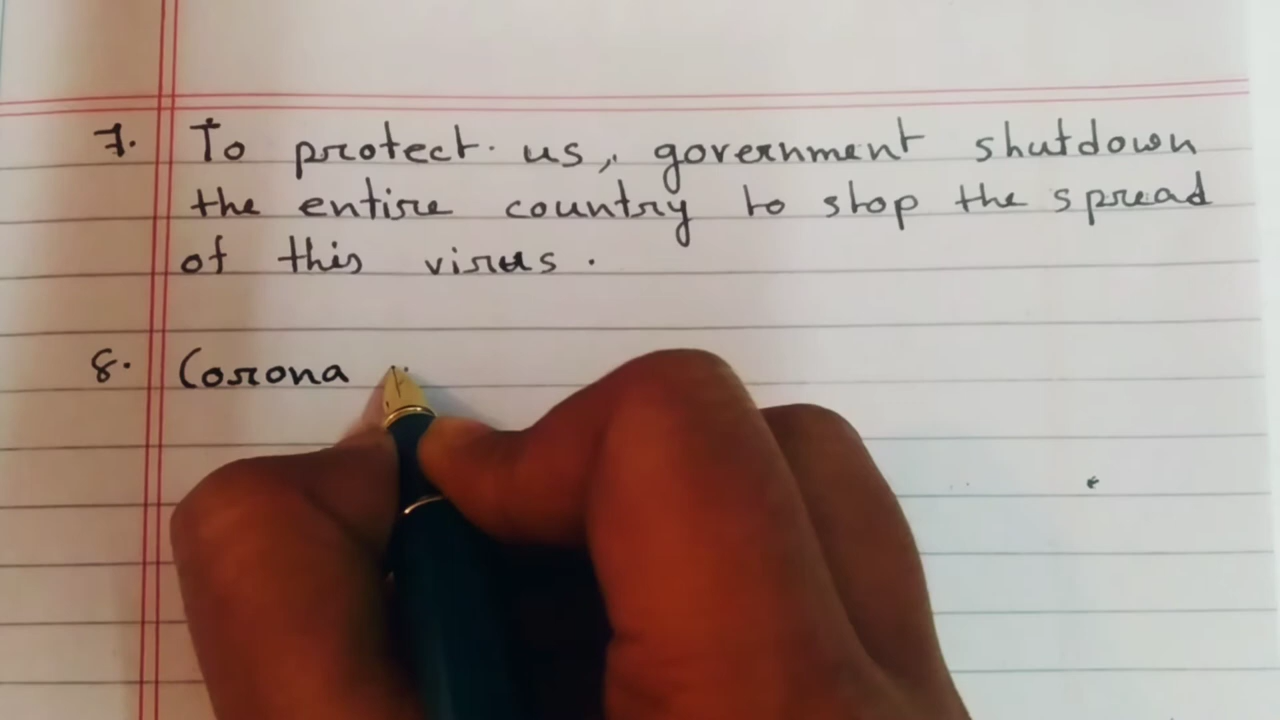 7. To protect us, government shutdown
the entire country to stop the spread
of this virus.
8. Corona